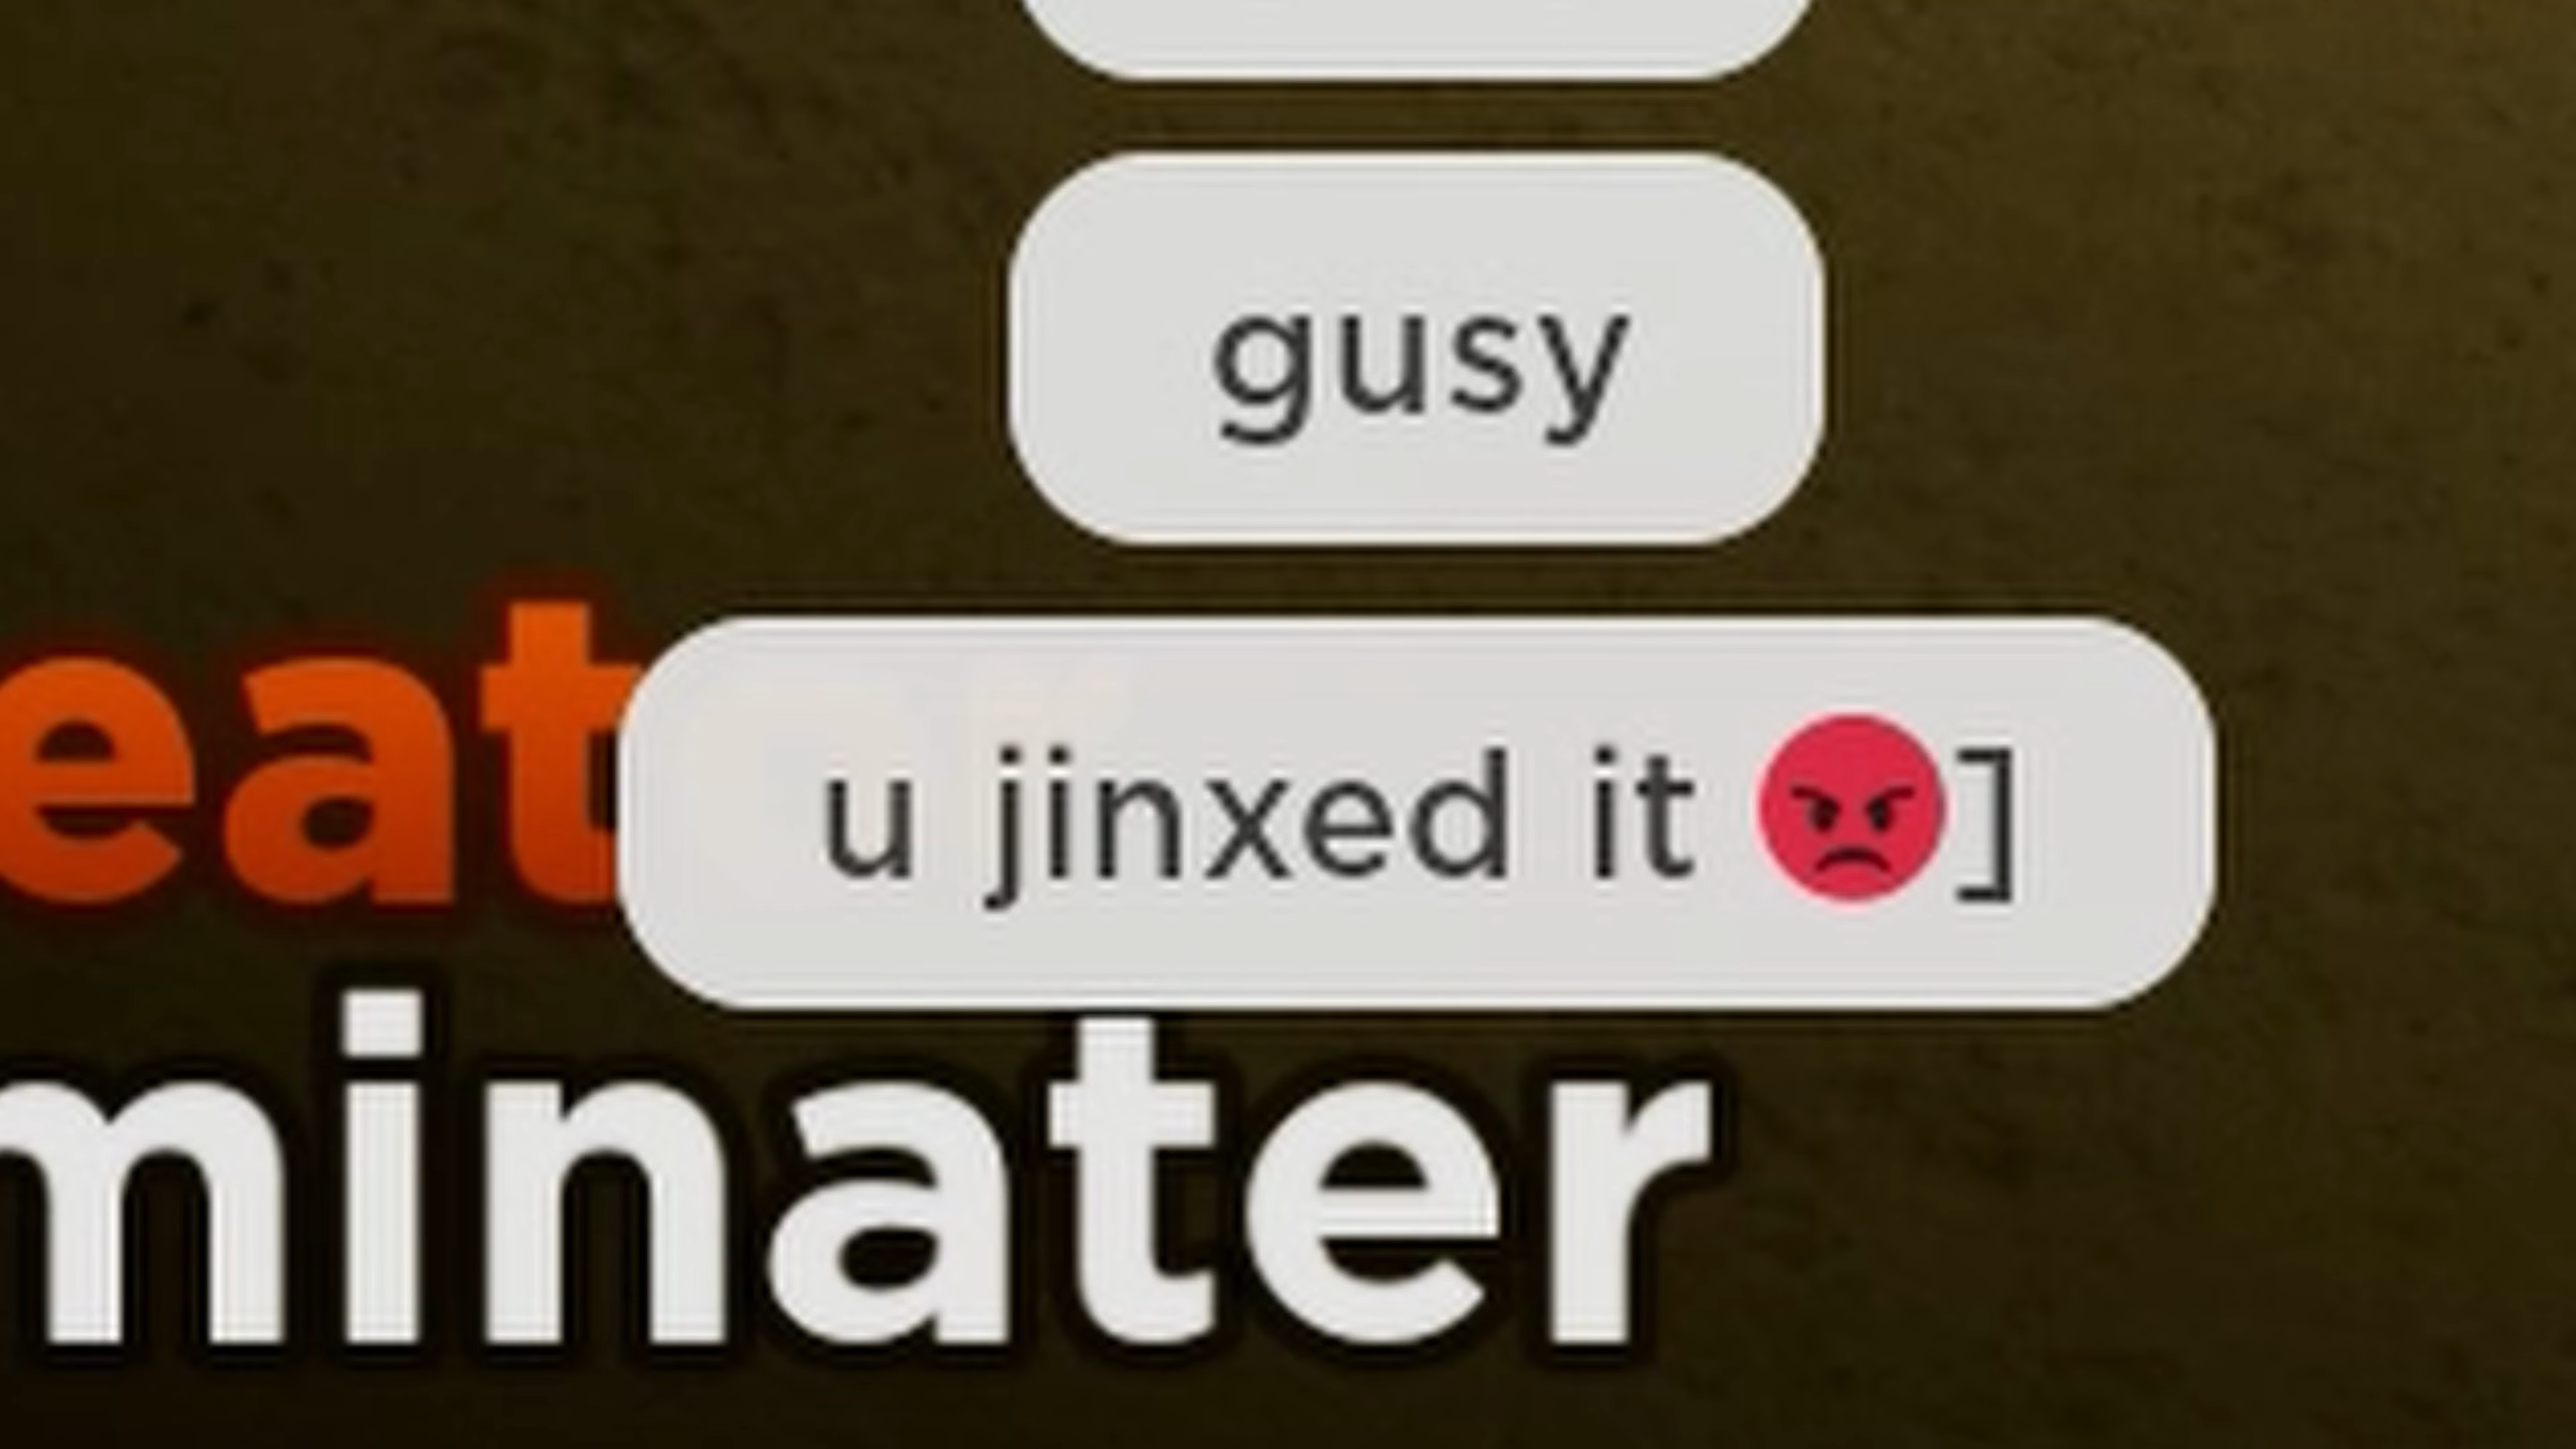 gusy
eat
u jinxed it 😡]
minater